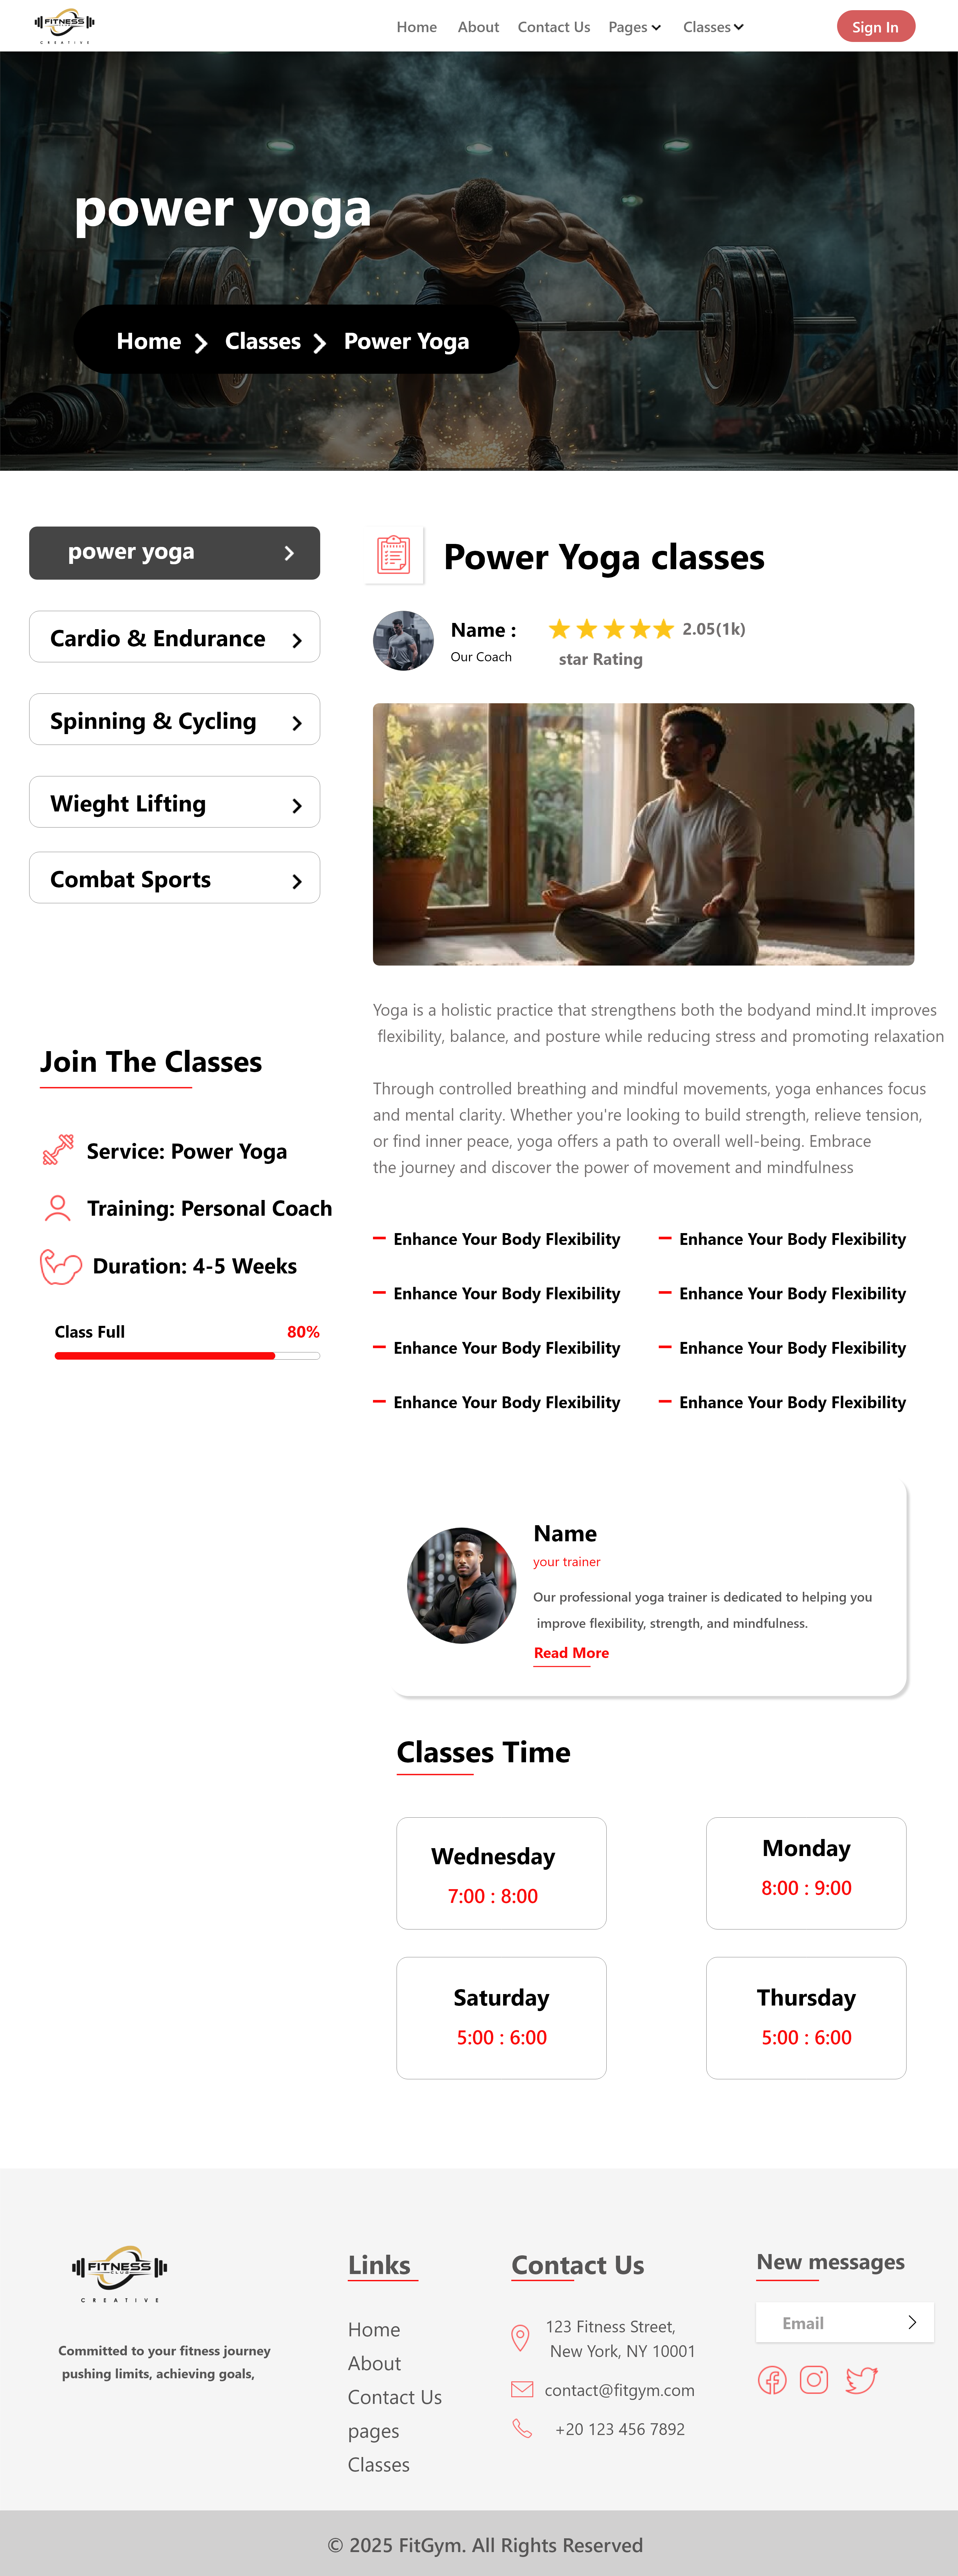 FITNESS
CLUB
CREATIVE
Home About Contact Us Pages Classes Sign In
power yoga
Home Classes Power Yoga
power yoga
Cardio & Endurance
Spinning & Cycling
Wieght Lifting
Combat Sports
Join The Classes
Service: Power Yoga
Training: Personal Coach
Duration: 4-5 Weeks
Class Full 80%
Power Yoga classes
Name :
Our Coach
2.05(1k)
star Rating
Yoga is a holistic practice that strengthens both the bodyand mind.It improves
flexibility, balance, and posture while reducing stress and promoting relaxation
Through controlled breathing and mindful movements, yoga enhances focus
and mental clarity. Whether you're looking to build strength, relieve tension,
or find inner peace, yoga offers a path to overall well-being. Embrace
the journey and discover the power of movement and mindfulness
Enhance Your Body Flexibility Enhance Your Body Flexibility
Enhance Your Body Flexibility Enhance Your Body Flexibility
Enhance Your Body Flexibility Enhance Your Body Flexibility
Enhance Your Body Flexibility Enhance Your Body Flexibility
Name
your trainer
Our professional yoga trainer is dedicated to helping you
improve flexibility, strength, and mindfulness.
Read More
Classes Time
Wednesday
7:00 : 8:00
Monday
8:00 : 9:00
Saturday
5:00 : 6:00
Thursday
5:00 : 6:00
FITNESS
CLUB
CREATIVE
Committed to your fitness journey
pushing limits, achieving goals,
Links
Home
About
Contact Us
pages
Classes
Contact Us
123 Fitness Street,
New York, NY 10001
contact@fitgym.com
+20 123 456 7892
New messages
Email
© 2025 FitGym. All Rights Reserved